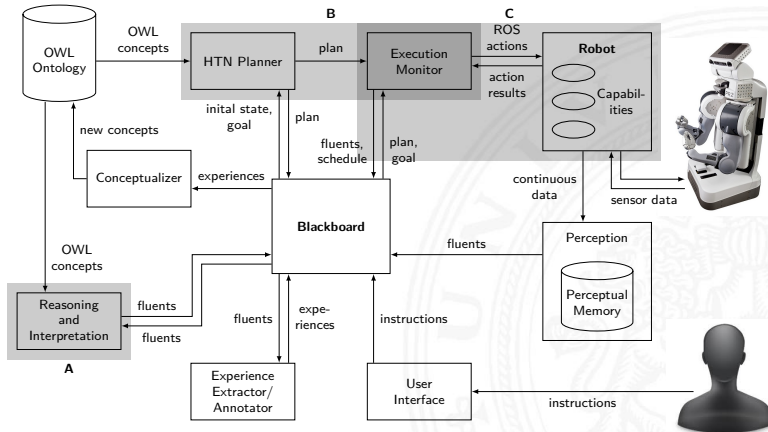 B
C
OWL
Ontology
OWL
concepts
HTN Planner
plan
Execution
Monitor
ROS
actions
action
results
Robot
Capabil-
ities
inital state,
goal
plan
fluents,
schedule
plan,
goal
new concepts
Conceptualizer
experiences
continuous
data
sensor data
Blackboard
fluents
Perception
Perceptual
Memory
OWL
concepts
Reasoning
and
Interpretation
fluents
fluents
A
fluents
expe-
riences
instructions
Experience
Extractor/
Annotator
User
Interface
instructions